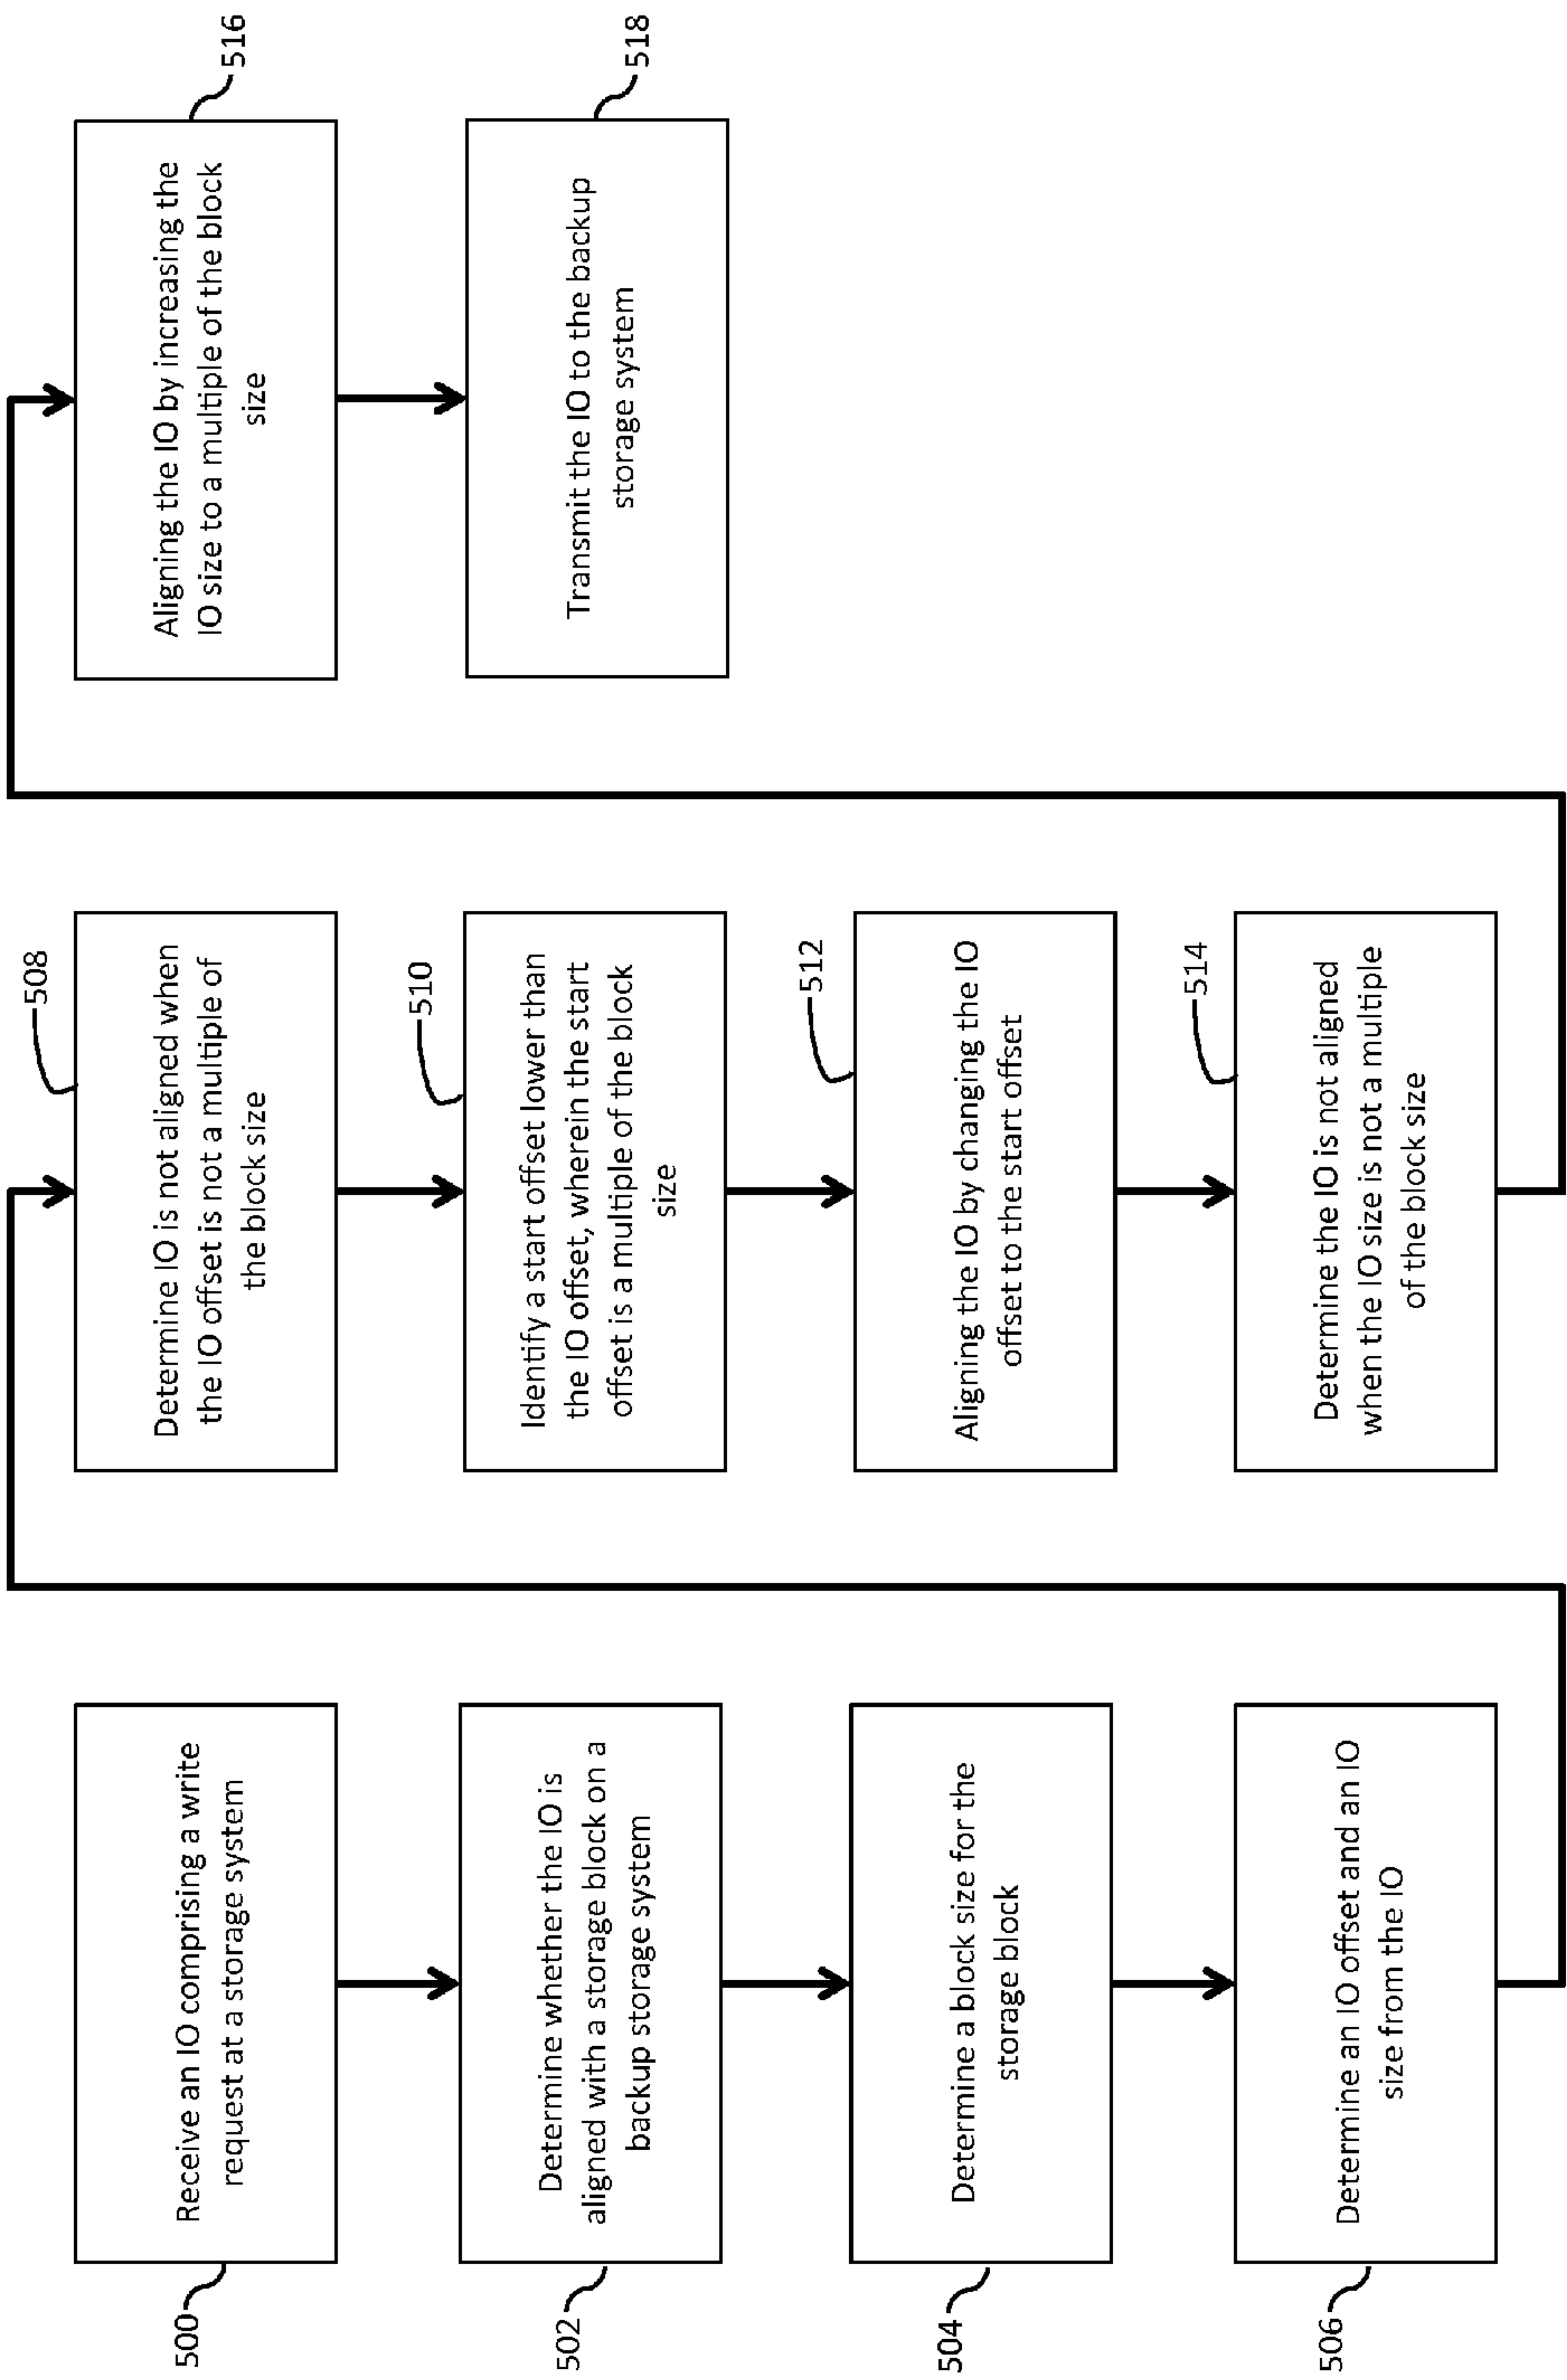 500
Receive an IO comprising a write
request at a storage system
502
Determine whether the IO is
aligned with a storage block on a
backup storage system
504
Determine a block size for the
storage block
506
Determine an IO offset and an IO
size from the IO
508
Determine IO is not aligned when
the IO offset is not a multiple of
the block size
510
Identify a start offset lower than
the IO offset, wherein the start
offset is a multiple of the block
size
512
Aligning the IO by changing the IO
offset to the start offset
514
Determine the IO is not aligned
when the IO size is not a multiple
of the block size
516
Aligning the IO by increasing the
IO size to a multiple of the block
size
518
Transmit the IO to the backup
storage system